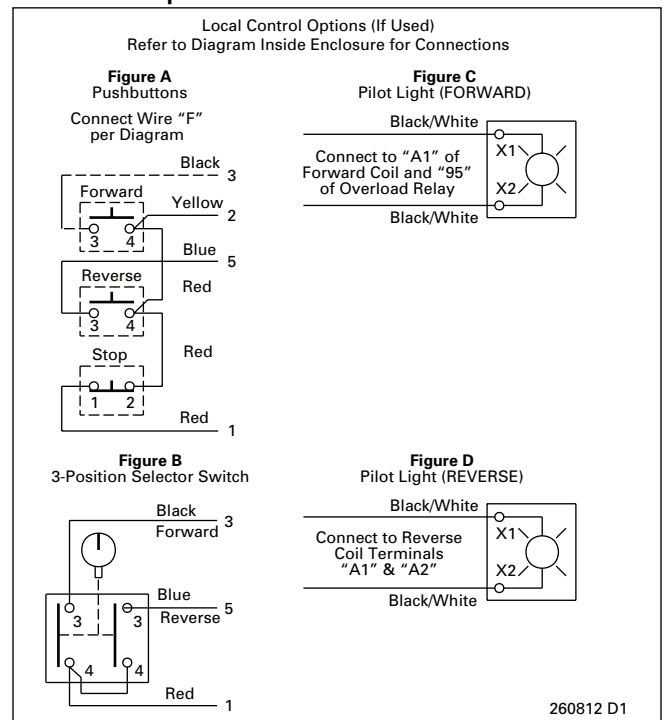 Local Control Options (If Used)
Refer to Diagram Inside Enclosure for Connections
Figure A
Pushbuttons
Connect Wire “F”
per Diagram
Black
3
Forward
Yellow
2
3 4
Blue
5
Reverse
Red
3 4
Red
Stop
1 2
Red
1
Figure C
Pilot Light (FORWARD)
Black/White
X1
Connect to “A1” of
Forward Coil and “95”
of Overload Relay
X2
Black/White
Figure B
3-Position Selector Switch
Black
3
Forward
Blue
5
Reverse
3 3
4 4
Red
1
Figure D
Pilot Light (REVERSE)
Black/White
X1
Connect to Reverse
Coil Terminals
“A1” & “A2”
X2
Black/White
260812 D1